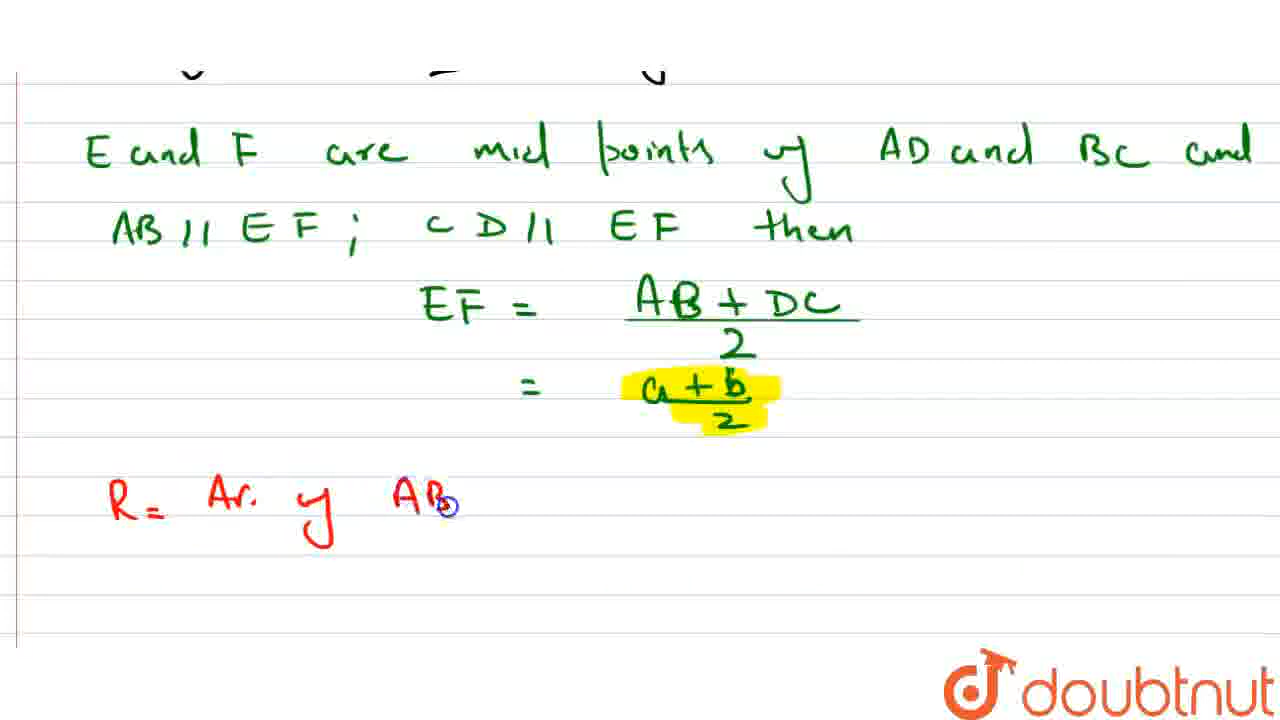 E and F are mid points of AD and BC and
AB || EF ; CD || EF then
EF = AB + DC / 2
= a + b / 2
R = Ar. of AB
doubtnut